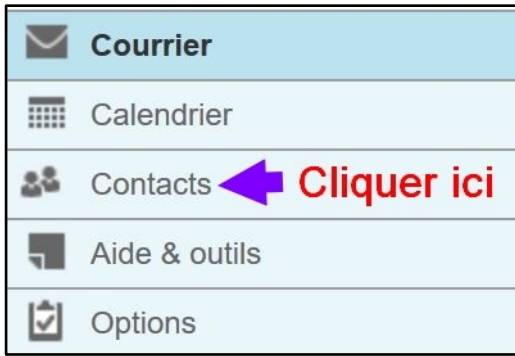 Courrier
Calendrier
Contacts Cliquer ici
Aide & outils
Options